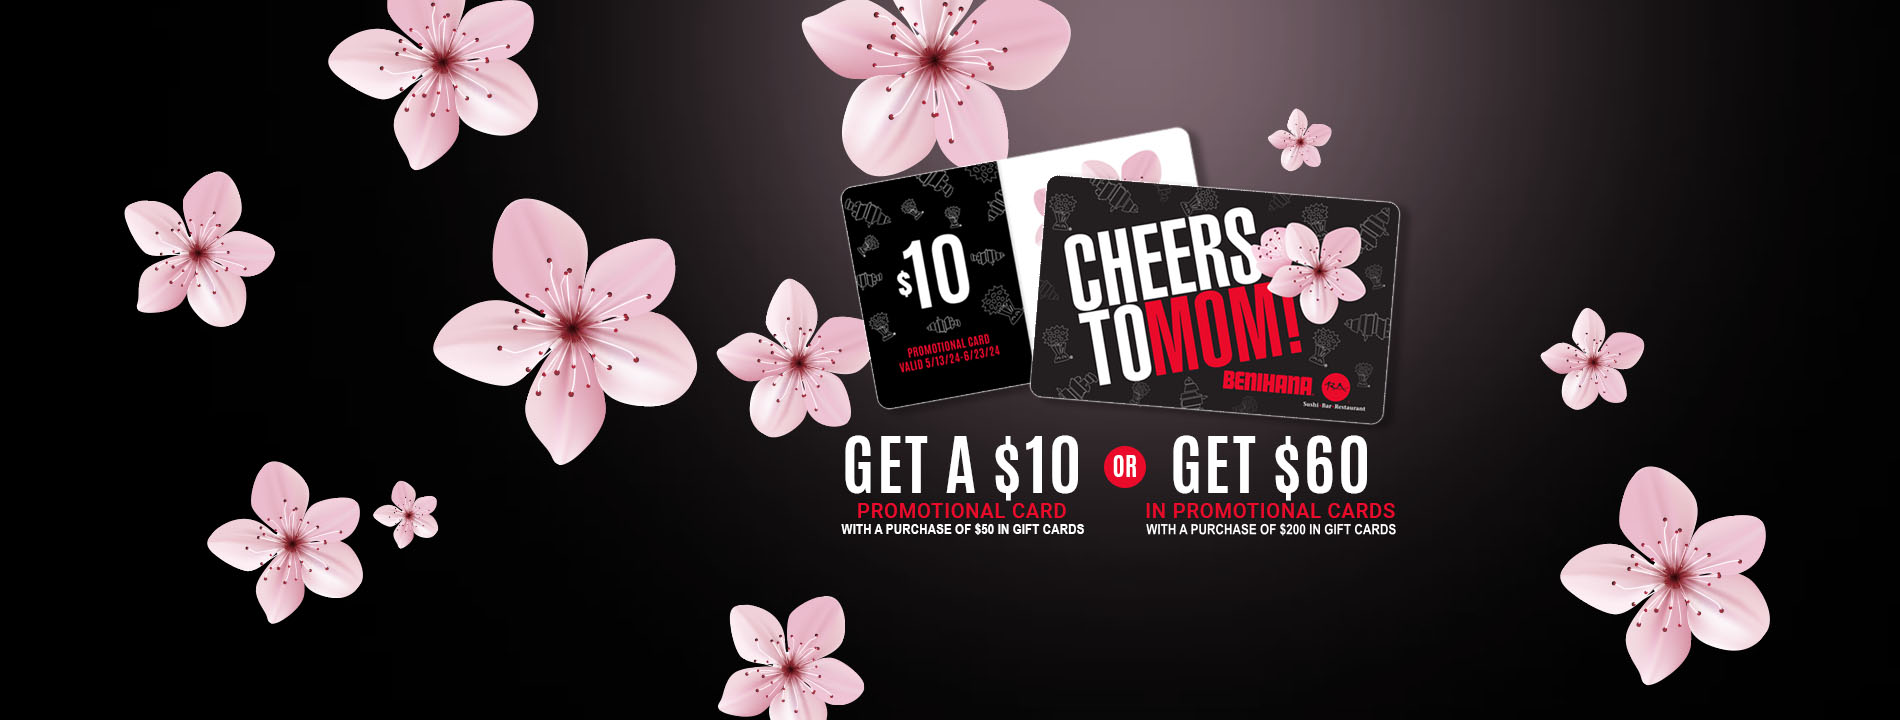 $10
PROMOTIONAL CARD
VALID 5/13/24-6/23/24
CHEERS
TO MOM!
BENIHANA RA
Sushi Bar Restaurant
GET A $10 OR GET $60
PROMOTIONAL CARD IN PROMOTIONAL CARDS
WITH A PURCHASE OF $50 IN GIFT CARDS WITH A PURCHASE OF $200 IN GIFT CARDS